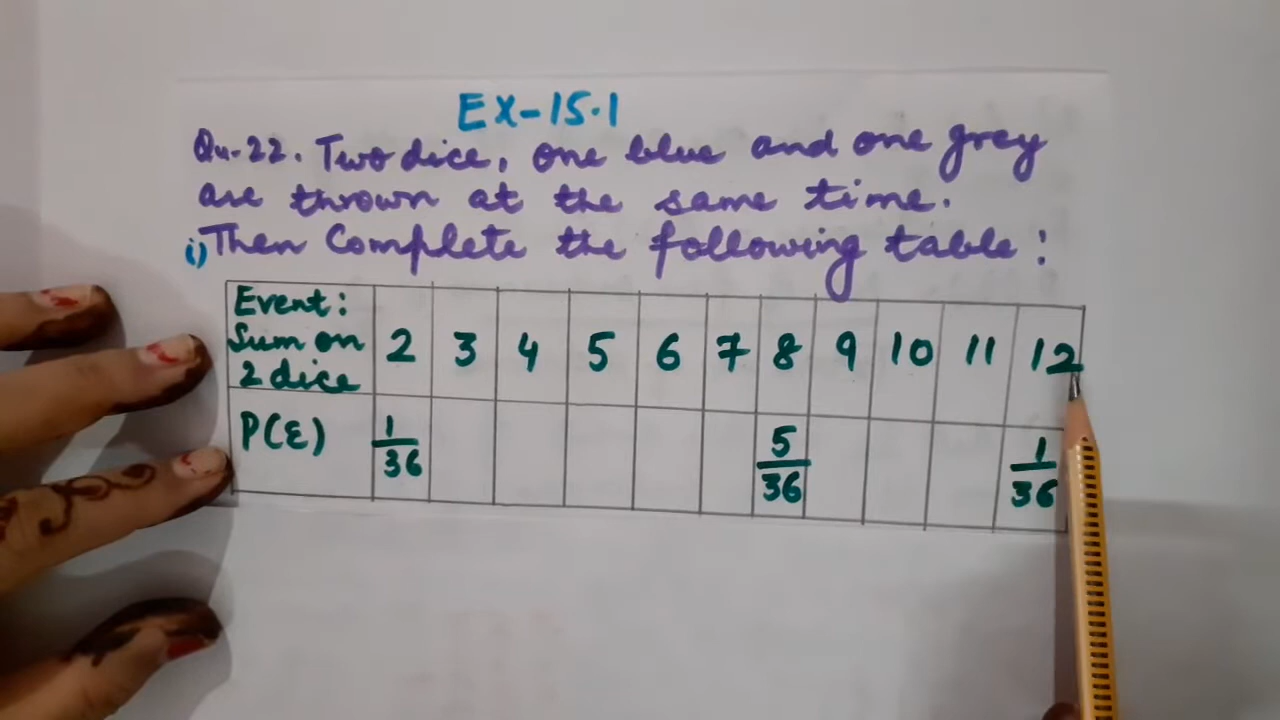 EX-15.1
Qu-22. Two dice, one blue and one grey
are thrown at the same time.
i) Then Complete the following table:
Event:
Sum on
2 dice
2 3 4 5 6 7 8 9 10 11 12
P(E) 1/36 5/36 1/36